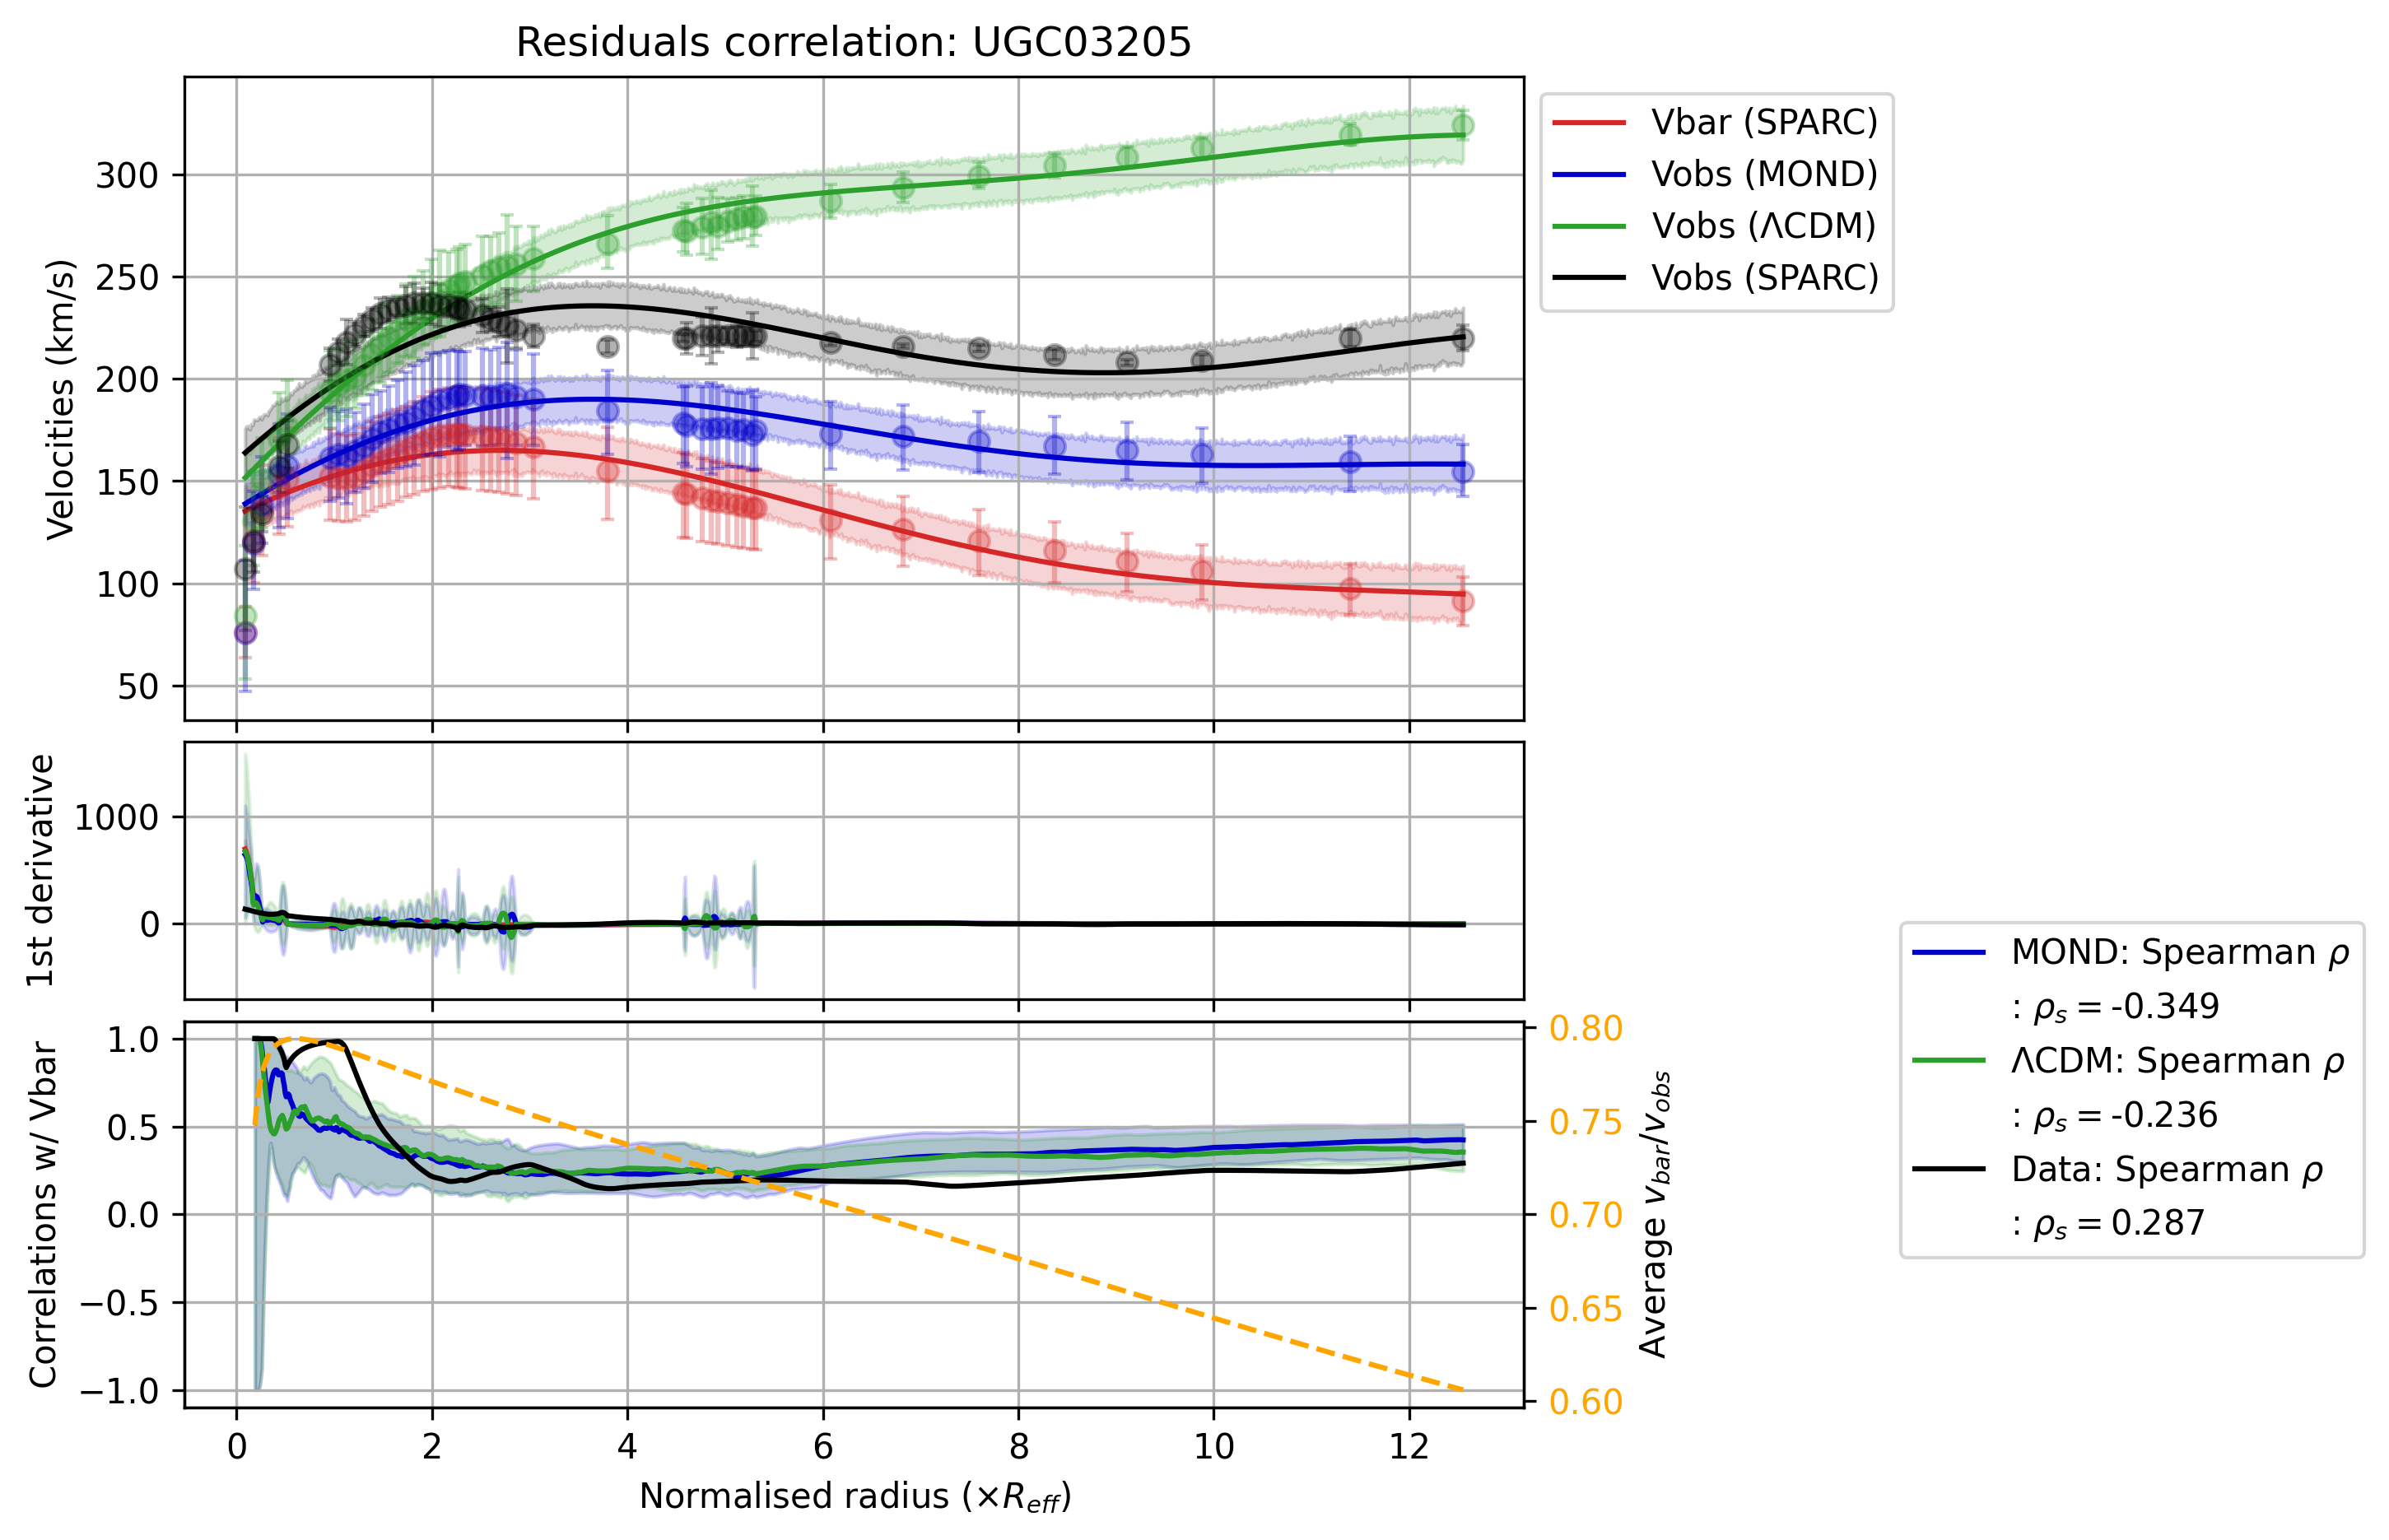 Residuals correlation: UGC03205
Velocities (km/s)
300
250
200
150
100
50
Vbar (SPARC)
Vobs (MOND)
Vobs (ΛCDM)
Vobs (SPARC)
1st derivative
1000
0
Correlations w/ Vbar
1.0
0.5
0.0
−0.5
−1.0
0.80
0.75
0.70
0.65
0.60
Average v_bar/v_obs
MOND: Spearman ρ
: ρ_s = -0.349
ΛCDM: Spearman ρ
: ρ_s = -0.236
Data: Spearman ρ
: ρ_s = 0.287
0 2 4 6 8 10 12
Normalised radius (×R_eff)